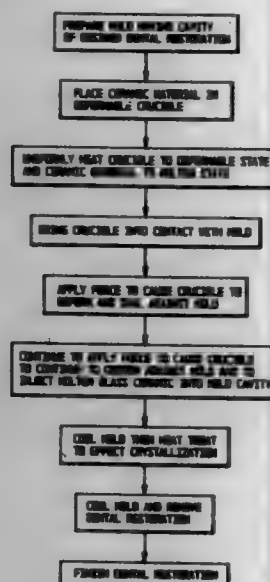 PREPARE MOLD HAVING CAVITY
OF DESIRED DENTAL RESTORATION
PLACE CERAMIC MATERIAL IN
DEFORMABLE CRUCIBLE
UNIFORMLY HEAT CRUCIBLE TO DEFORMABLE STATE
AND CERAMIC MATERIAL TO MOLTEN STATE
BRING CRUCIBLE INTO CONTACT WITH MOLD
APPLY FORCE TO CAUSE CRUCIBLE TO
DEFORM AND SEAL AGAINST MOLD
CONTINUE TO APPLY FORCE TO CAUSE CRUCIBLE
TO CONTINUE TO DEFORM AGAINST MOLD AND TO
INJECT MOLTEN GLASS CERAMIC INTO MOLD CAVITY
COOL MOLD THEN HEAT TREAT
TO EFFECT CRYSTALLIZATION
COOL MOLD AND REMOVE
DENTAL RESTORATION
FINISH DENTAL RESTORATION